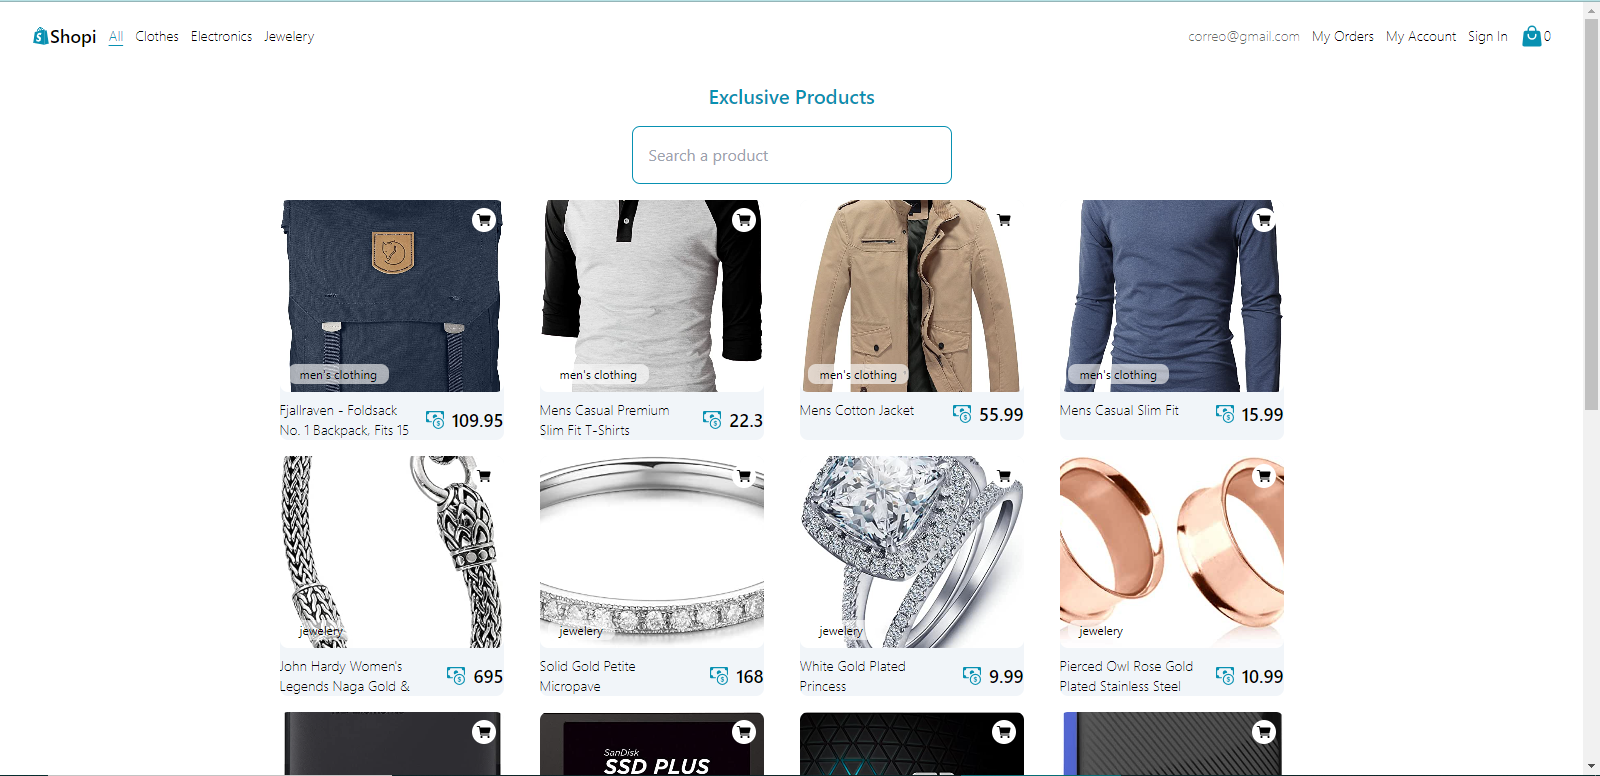 Shopi All Clothes Electronics Jewelery correo@gmail.com My Orders My Account Sign In 0
Exclusive Products
Search a product
men's clothing
Fjallraven - Foldsack
No. 1 Backpack, Fits 15
109.95
men's clothing
Mens Casual Premium
Slim Fit T-Shirts
22.3
men's clothing
Mens Cotton Jacket
55.99
men's clothing
Mens Casual Slim Fit
15.99
jewelery
John Hardy Women's
Legends Naga Gold &
695
jewelery
Solid Gold Petite
Micropave
168
jewelery
White Gold Plated
Princess
9.99
jewelery
Pierced Owl Rose Gold
Plated Stainless Steel
10.99
SanDisk
SSD PLUS